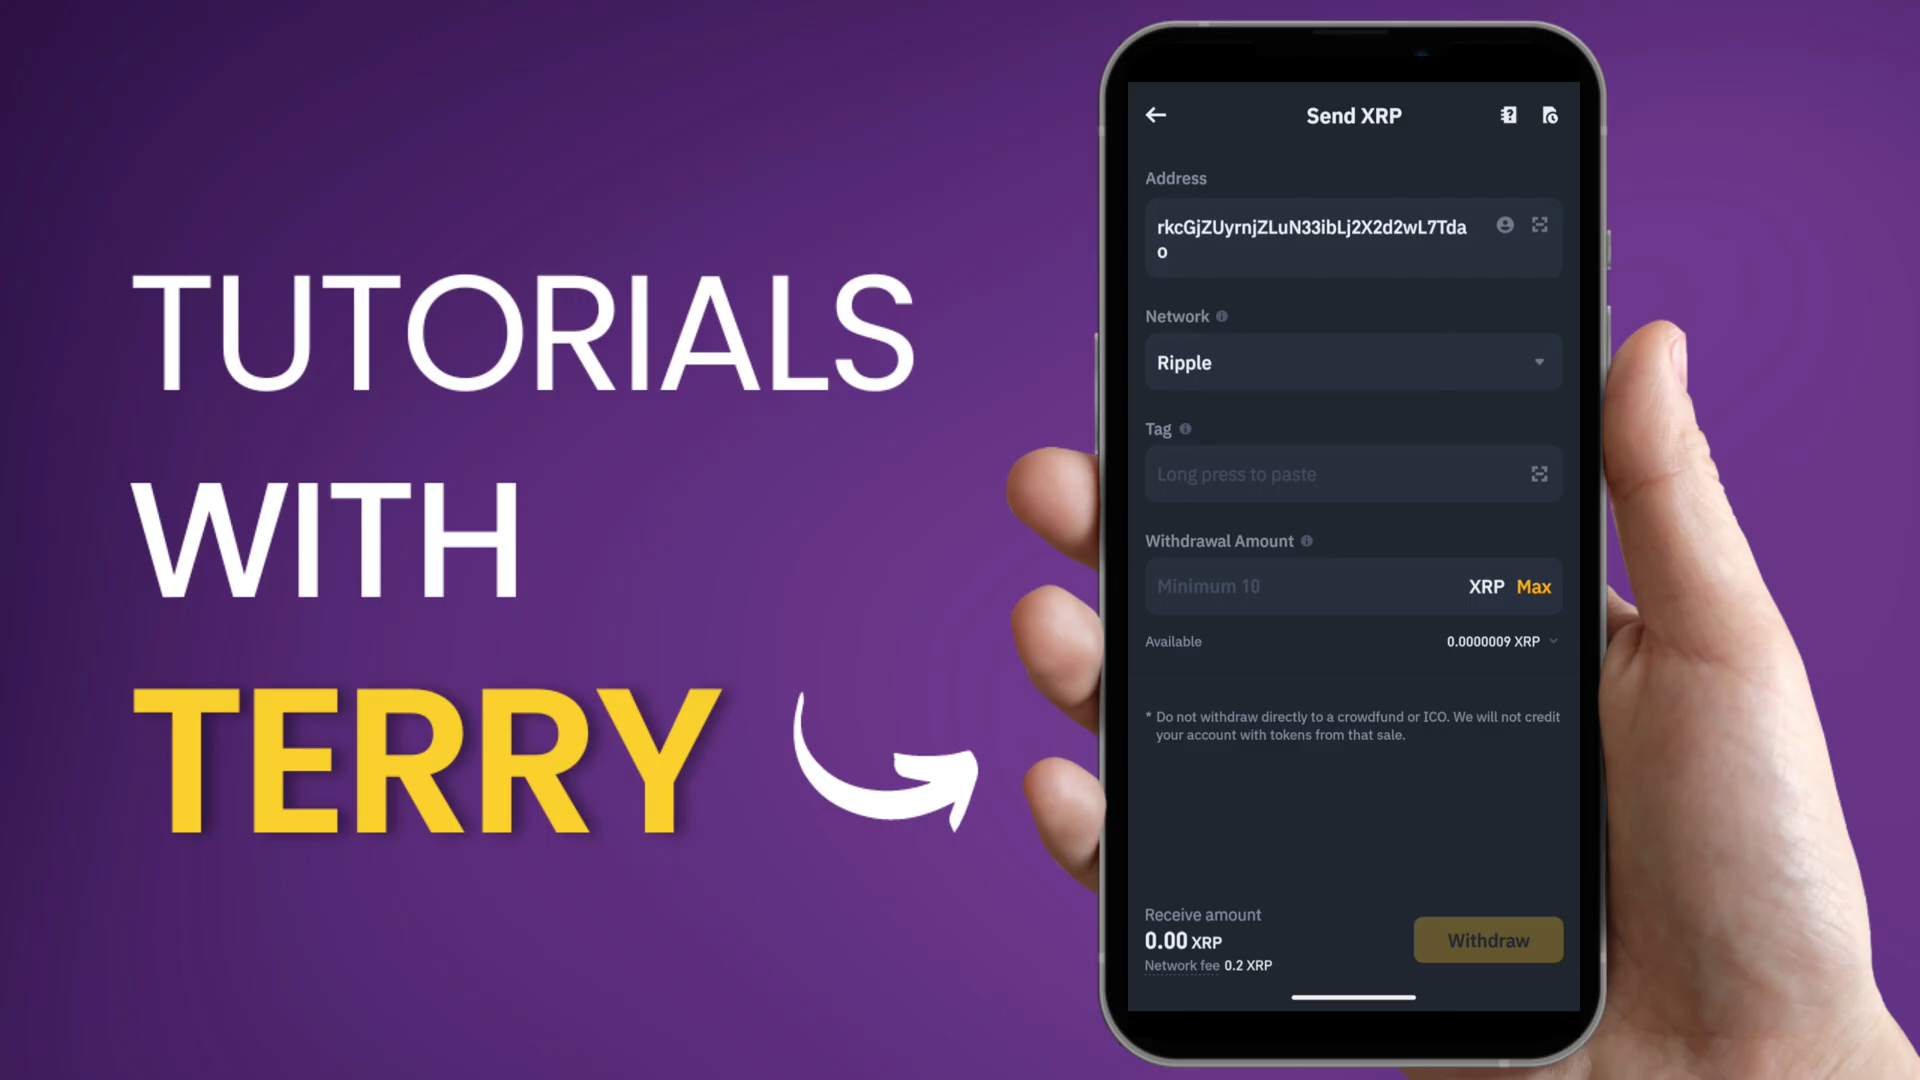 TUTORIALS
WITH
TERRY
Send XRP
Address
rkcGjZUyrnjZLuN33ibLj2X2d2wL7Tda
o
Network
Ripple
Tag
Long press to paste
Withdrawal Amount
Minimum 10 XRP Max
Available 0.0000009 XRP
* Do not withdraw directly to a crowdfund or ICO. We will not credit
your account with tokens from that sale.
Receive amount
0.00 XRP
Network fee 0.2 XRP
Withdraw